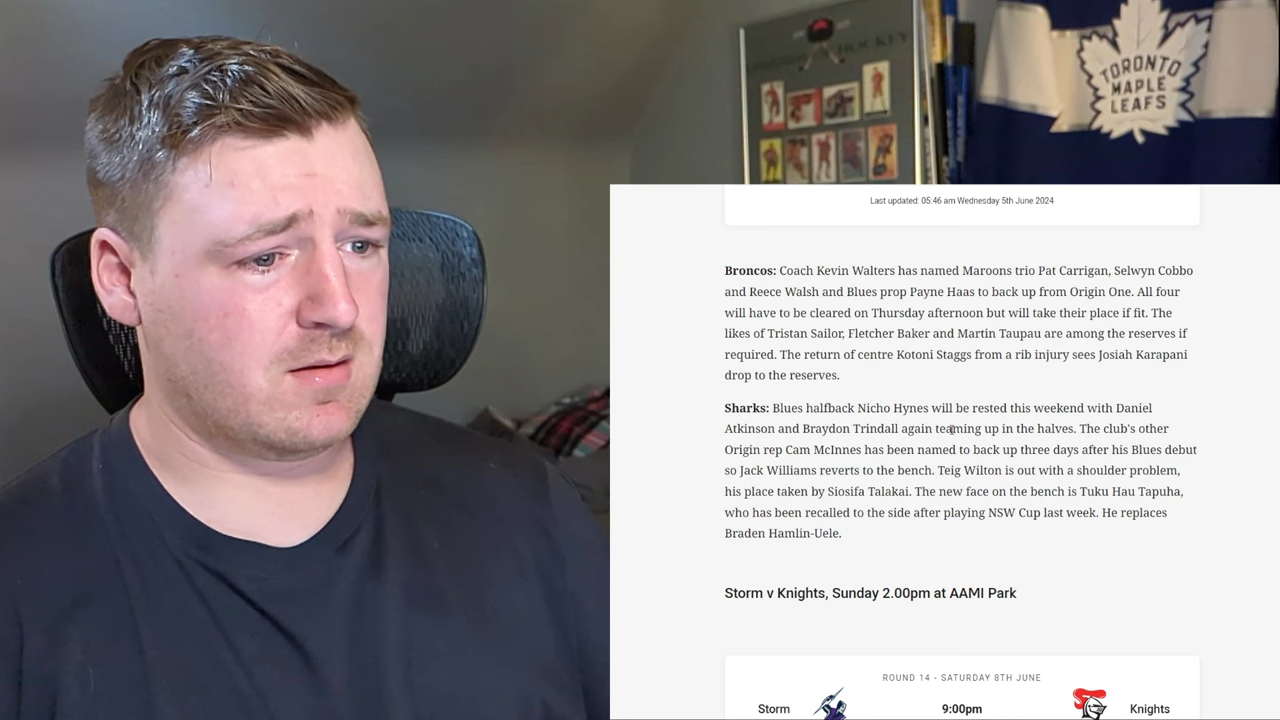 HOCKEY
TORONTO
MAPLE
LEAFS
Last updated: 05:46 am Wednesday 5th June 2024
Broncos: Coach Kevin Walters has named Maroons trio Pat Carrigan, Selwyn Cobbo
and Reece Walsh and Blues prop Payne Haas to back up from Origin One. All four
will have to be cleared on Thursday afternoon but will take their place if fit. The
likes of Tristan Sailor, Fletcher Baker and Martin Taupau are among the reserves if
required. The return of centre Kotoni Staggs from a rib injury sees Josiah Karapani
drop to the reserves.
Sharks: Blues halfback Nicho Hynes will be rested this weekend with Daniel
Atkinson and Braydon Trindall again teaming up in the halves. The club's other
Origin rep Cam McInnes has been named to back up three days after his Blues debut
so Jack Williams reverts to the bench. Teig Wilton is out with a shoulder problem,
his place taken by Siosifa Talakai. The new face on the bench is Tuku Hau Tapuha,
who has been recalled to the side after playing NSW Cup last week. He replaces
Braden Hamlin-Uele.
Storm v Knights, Sunday 2.00pm at AAMI Park
ROUND 14 - SATURDAY 8TH JUNE
Storm 9:00pm Knights